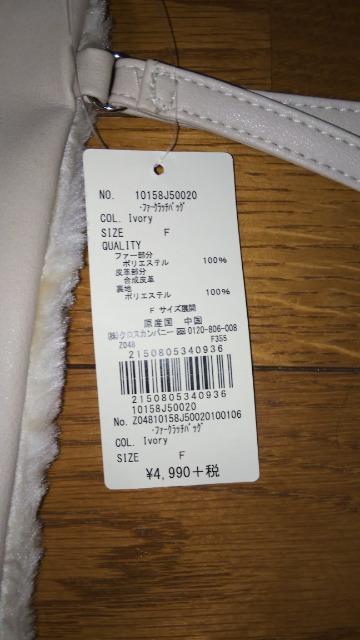 NO. 10158J50020
･ファークラッチバッグ
COL. Ivory
SIZE F
QUALITY
ファー部分
ポリエステル 100%
皮革部分
合成皮革
裏地
ポリエステル 100%
F サイズ展開
原産国 中国
(株)クロスカンパニー 0120-806-008
Z048 F355
2150805340936
2150805340936
10158J50020
No. Z04810158J50020100106
･ファークラッチバッグ
COL. Ivory
SIZE F
¥4,990+税